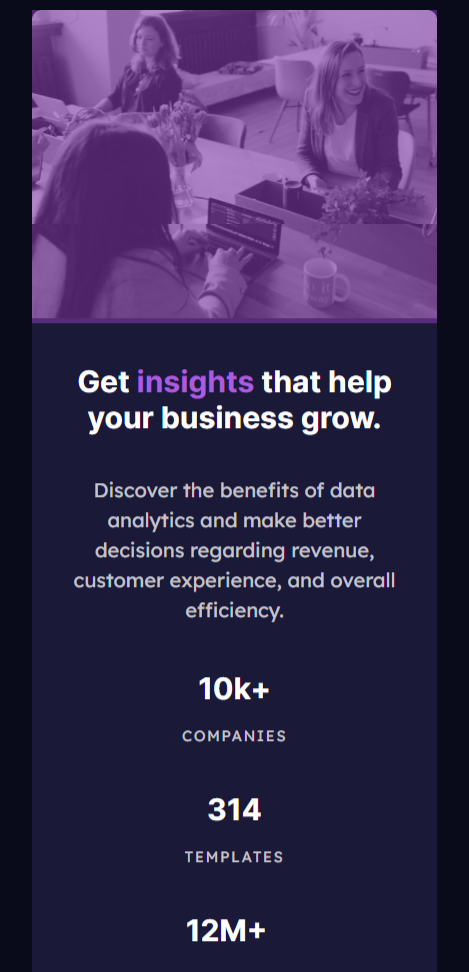 Get insights that help
your business grow.
Discover the benefits of data
analytics and make better
decisions regarding revenue,
customer experience, and overall
efficiency.
10k+
COMPANIES
314
TEMPLATES
12M+